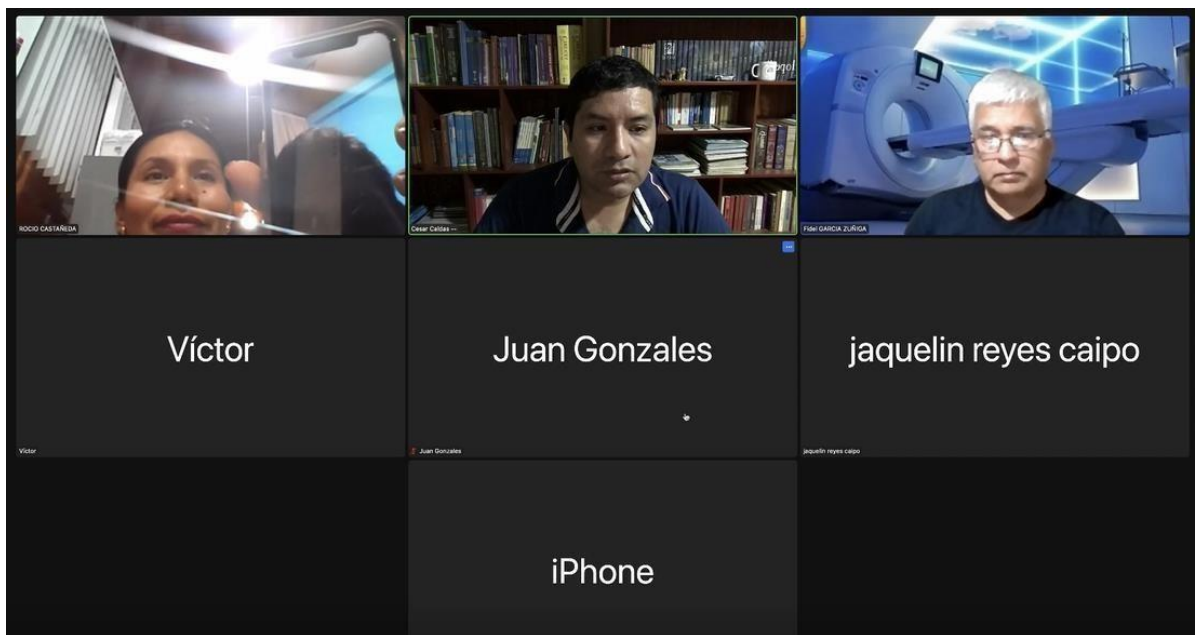 ROCIO CASTAÑEDA
Cesar Caldas
Fidel GARCIA ZUÑIGA
Víctor
Juan Gonzales
jaquelin reyes caipo
Víctor
Juan Gonzales
jaquelin reyes caipo
iPhone